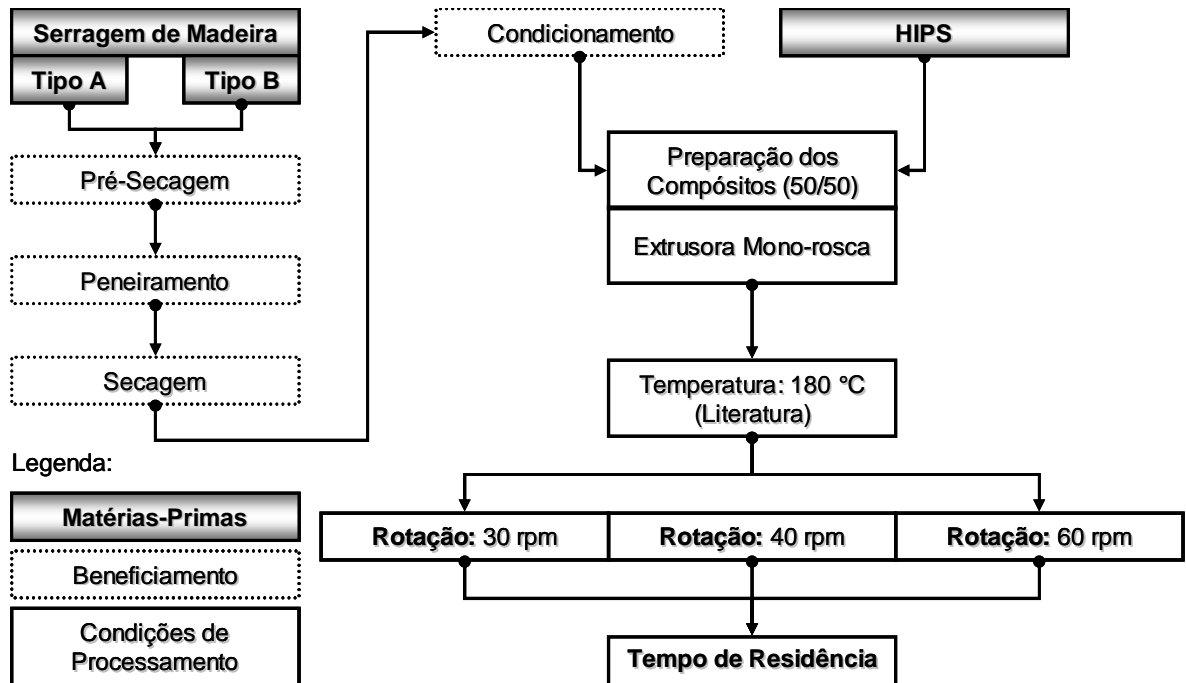 Serragem de Madeira
Tipo A
Tipo B
Pré-Secagem
Peneiramento
Secagem
Condicionamento
HIPS
Preparação dos
Compósitos (50/50)
Extrusora Mono-rosca
Temperatura: 180 °C
(Literatura)
Rotação: 30 rpm
Rotação: 40 rpm
Rotação: 60 rpm
Tempo de Residência
Legenda:
Matérias-Primas
Beneficiamento
Condições de
Processamento